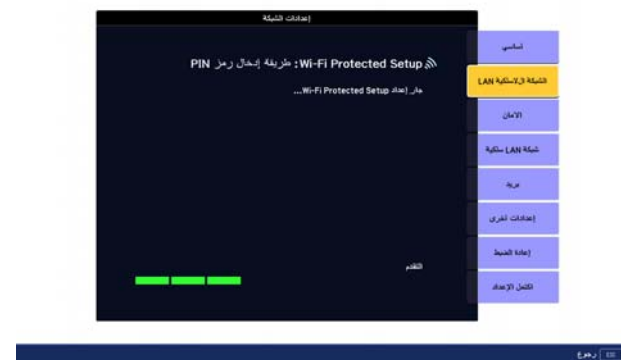 إعدادات الشبكة
Wi-Fi Protected Setup: طريقة إدخال رمز PIN
جار إعداد Wi-Fi Protected Setup...
التقدم
أساسي
الشبكة اللاسلكية LAN
الأمان
شبكة LAN سلكية
بريد
إعدادات أخرى
إعادة الضبط
اكتمل الإعداد
رجوع